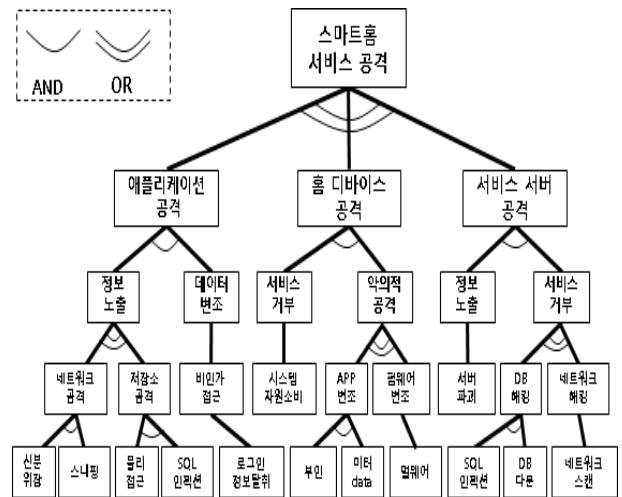 AND
OR
스마트홈
서비스 공격
애플리케이션
공격
홈 디바이스
공격
서비스 서버
공격
정보
노출
데이터
변조
서비스
거부
악의적
공격
정보
노출
서비스
거부
네트워크
공격
저장소
공격
비인가
접근
시스템
자원소비
APP
변조
펌웨어
변조
서버
파괴
DB
해킹
네트워크
해킹
신분
위장
스니핑
물리
접근
SQL
인젝션
로그인
정보탈취
부인
미터
data
멀웨어
SQL
인젝션
DB
다운
네트워크
스캔